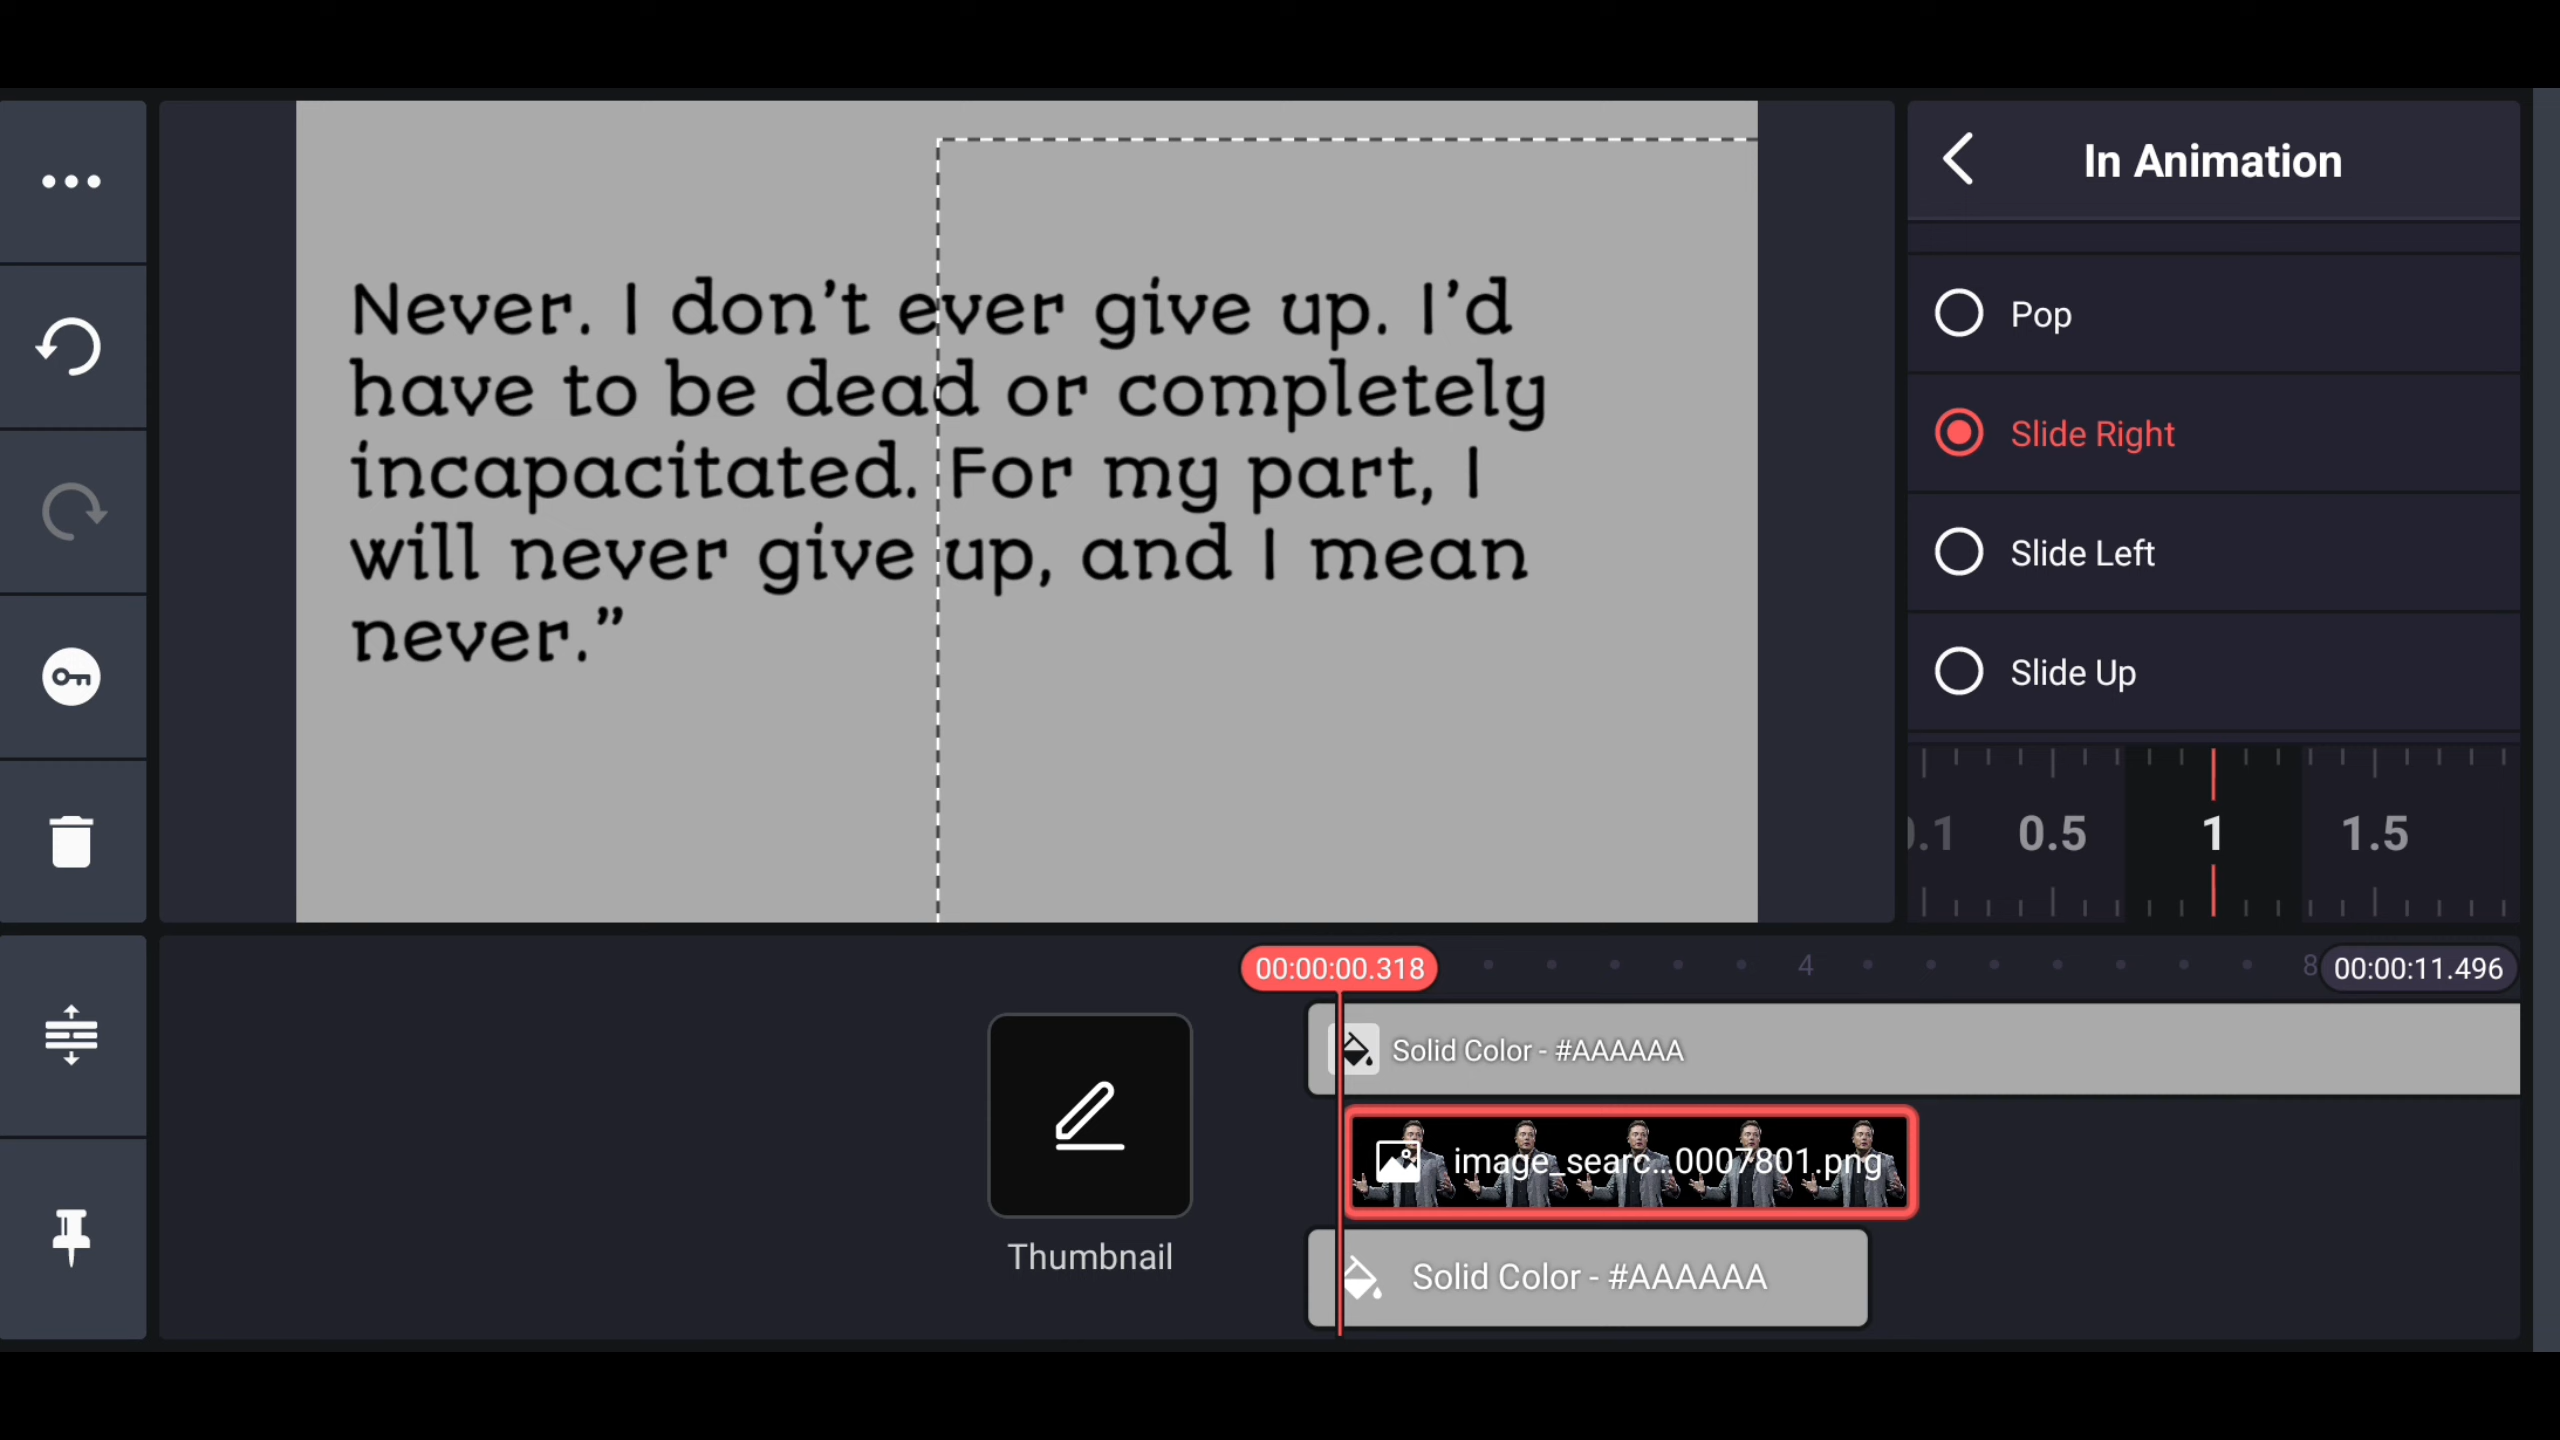 In Animation
Never. I don’t ever give up. I’d
have to be dead or completely
incapacitated. For my part, I
will never give up, and I mean
never.”
Pop
Slide Right
Slide Left
Slide Up
0.5
1
1.5
00:00:00.318
4
8
00:00:11.496
Solid Color - #AAAAAA
image_searc...0007801.png
Thumbnail
Solid Color - #AAAAAA